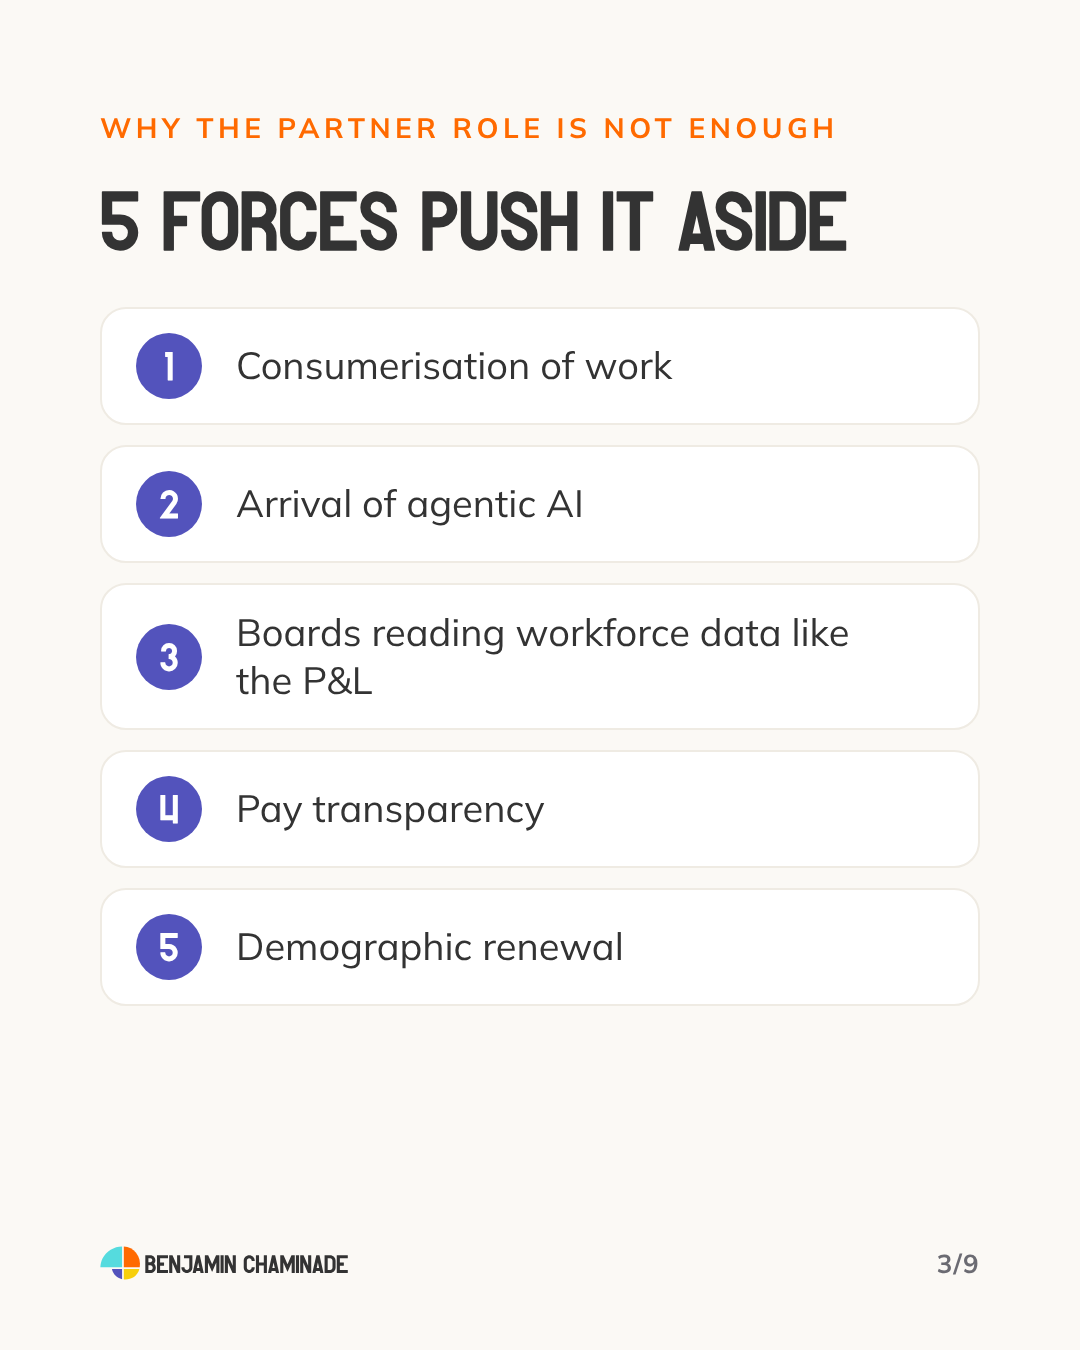 WHY THE PARTNER ROLE IS NOT ENOUGH
5 FORCES PUSH IT ASIDE
1 Consumerisation of work
2 Arrival of agentic AI
3 Boards reading workforce data like
the P&L
4 Pay transparency
5 Demographic renewal
BENJAMIN CHAMINADE
3/9